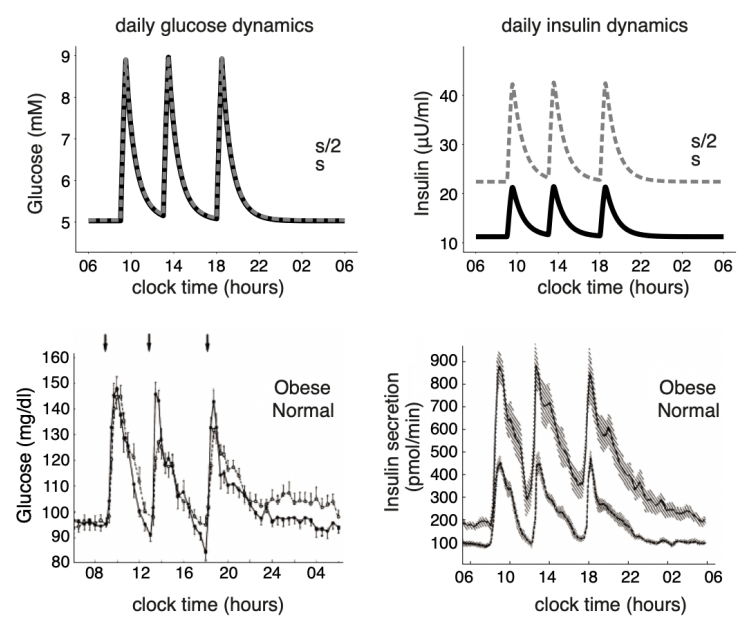 daily glucose dynamics
daily insulin dynamics
Glucose (mM)
9
8
7
6
5
s/2
s
06 10 14 18 22 02 06
clock time (hours)
Insulin (μU/ml)
40
30
20
10
s/2
s
06 10 14 18 22 02 06
clock time (hours)
Glucose (mg/dl)
160
150
140
130
120
110
100
90
80
Obese
Normal
08 12 16 20 24 04
clock time (hours)
Insulin secretion
(pmol/min)
900
800
700
600
500
400
300
200
100
Obese
Normal
06 10 14 18 22 02 06
clock time (hours)